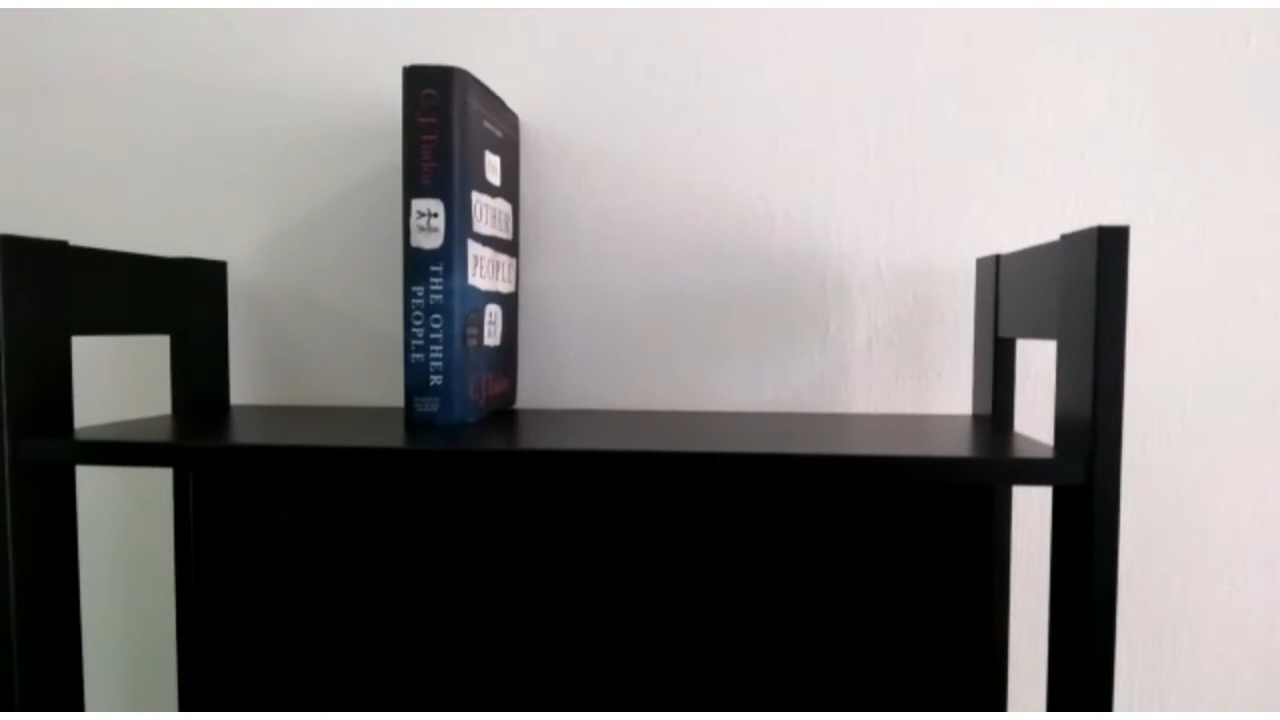 C. J. Tudor
THE OTHER
PEOPLE
OTHER
PEOPLE
C. J. Tudor